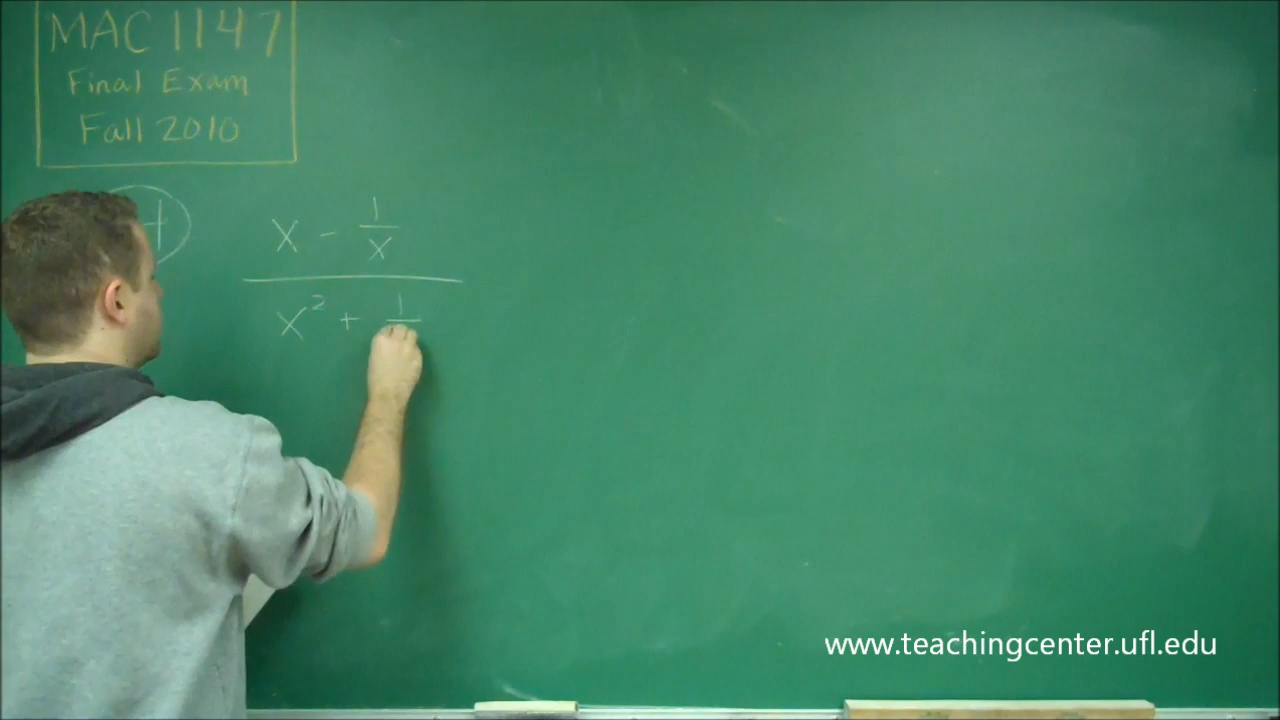 MAC 1147
Final Exam
Fall 2010
x - 1/x
x² + 1/
www.teachingcenter.ufl.edu